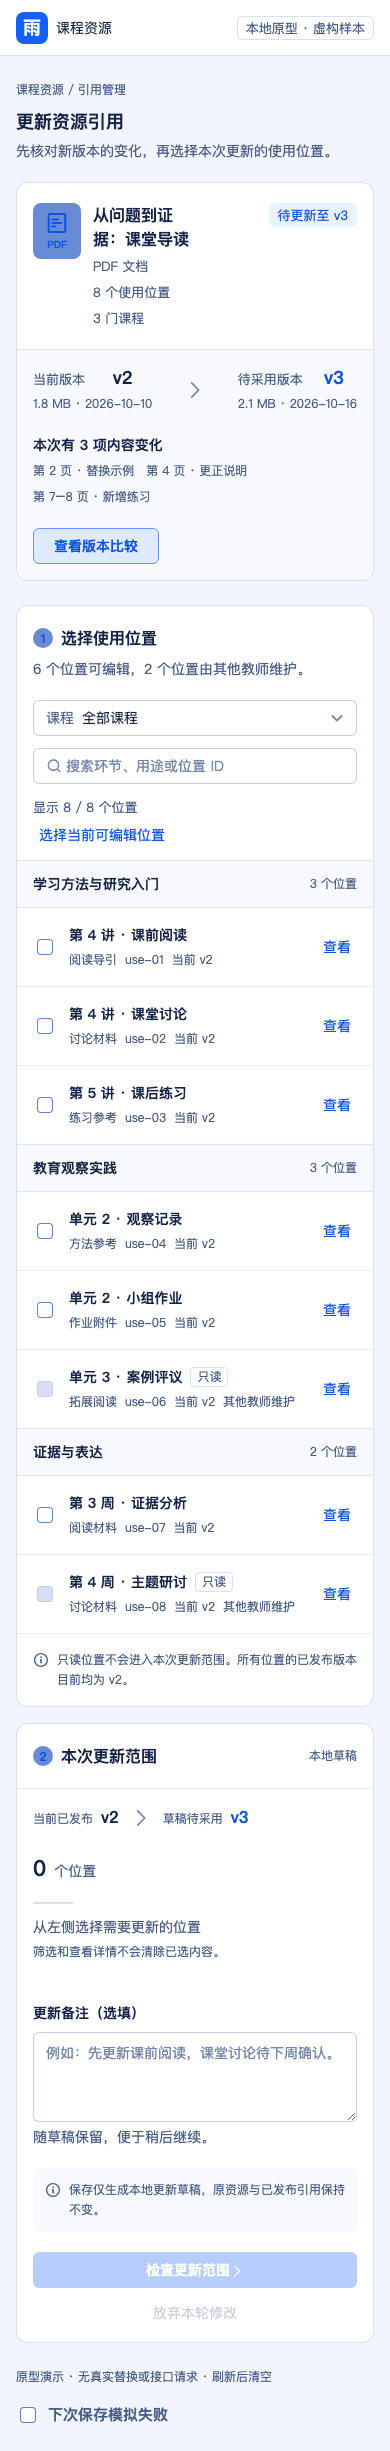 雨 课程资源 本地原型 · 虚构样本
课程资源 / 引用管理
更新资源引用
先核对新版本的变化，再选择本次更新的使用位置。
PDF
从问题到证
据：课堂导读
待更新至 v3
PDF 文档
8 个使用位置
3 门课程
当前版本 v2 待采用版本 v3
1.8 MB · 2026-10-10 2.1 MB · 2026-10-16
本次有 3 项内容变化
第 2 页 · 替换示例 第 4 页 · 更正说明
第 7–8 页 · 新增练习
查看版本比较
1 选择使用位置
6 个位置可编辑，2 个位置由其他教师维护。
课程 全部课程
搜索环节、用途或位置 ID
显示 8 / 8 个位置
选择当前可编辑位置
学习方法与研究入门 3 个位置
第 4 讲 · 课前阅读 查看
阅读导引 use-01 当前 v2
第 4 讲 · 课堂讨论 查看
讨论材料 use-02 当前 v2
第 5 讲 · 课后练习 查看
练习参考 use-03 当前 v2
教育观察实践 3 个位置
单元 2 · 观察记录 查看
方法参考 use-04 当前 v2
单元 2 · 小组作业 查看
作业附件 use-05 当前 v2
单元 3 · 案例评议 只读 查看
拓展阅读 use-06 当前 v2 其他教师维护
证据与表达 2 个位置
第 3 周 · 证据分析 查看
阅读材料 use-07 当前 v2
第 4 周 · 主题研讨 只读 查看
讨论材料 use-08 当前 v2 其他教师维护
只读位置不会进入本次更新范围。所有位置的已发布版本
目前均为 v2。
2 本次更新范围 本地草稿
当前已发布 v2 草稿待采用 v3
0 个位置
从左侧选择需要更新的位置
筛选和查看详情不会清除已选内容。
更新备注（选填）
例如：先更新课前阅读，课堂讨论待下周确认。
随草稿保留，便于稍后继续。
保存仅生成本地更新草稿，原资源与已发布引用保持
不变。
检查更新范围
放弃本轮修改
原型演示 · 无真实替换或接口请求 · 刷新后清空
下次保存模拟失败